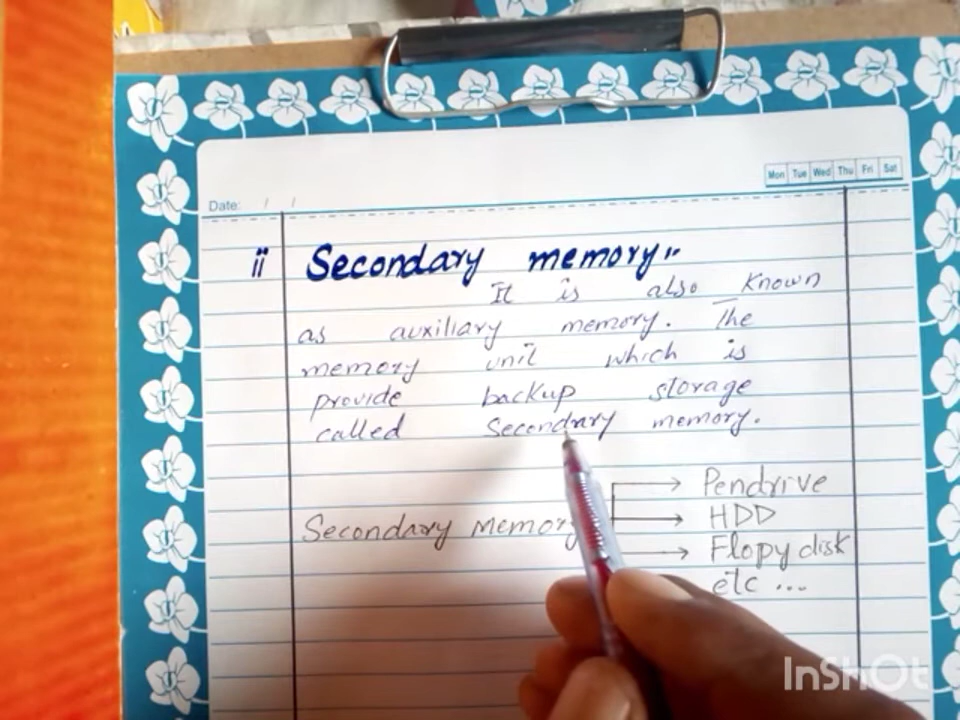 Mon Tue Wed Thu Fri Sat
Date: / /
ii Secondary memory:-
It is also known
as auxiliary memory. The
memory unit which is
provide backup storage
called Secondrary memory.
Pendrive
Secondary Memory HDD
Flopy disk
etc ...
InShOt